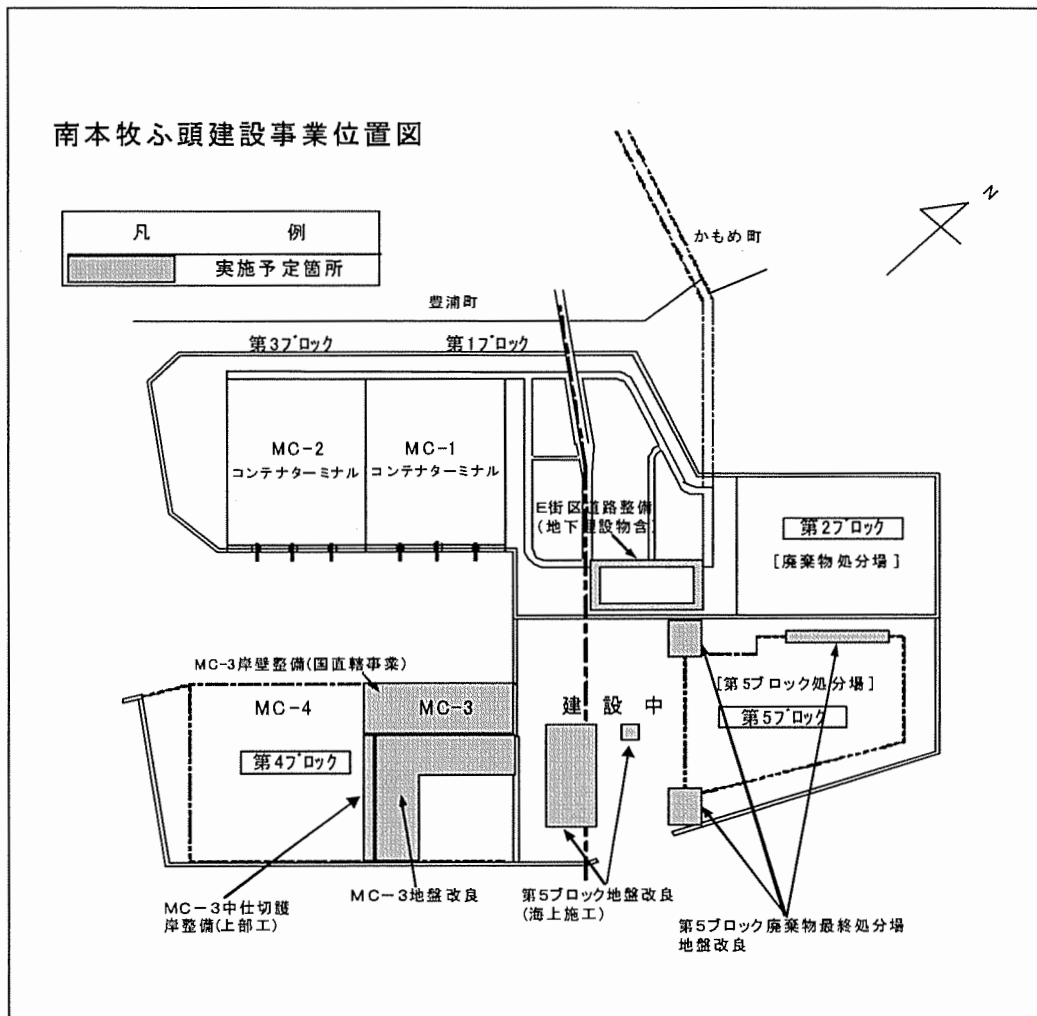 南本牧ふ頭建設事業位置図
凡 例
実施予定箇所
N
かもめ町
豊浦町
第3ブロック
第1ブロック
MC-2
コンテナターミナル
MC-1
コンテナターミナル
E街区道路整備
(地下埋設物含)
第2ブロック
[廃棄物処分場]
MC-3岸壁整備(国直轄事業)
MC-4
MC-3
建設中
[第5ブロック処分場]
第5ブロック
第4ブロック
MC-3中仕切護
岸整備(上部工)
MC-3地盤改良
第5ブロック地盤改良
(海上施工)
第5ブロック廃棄物最終処分場
地盤改良